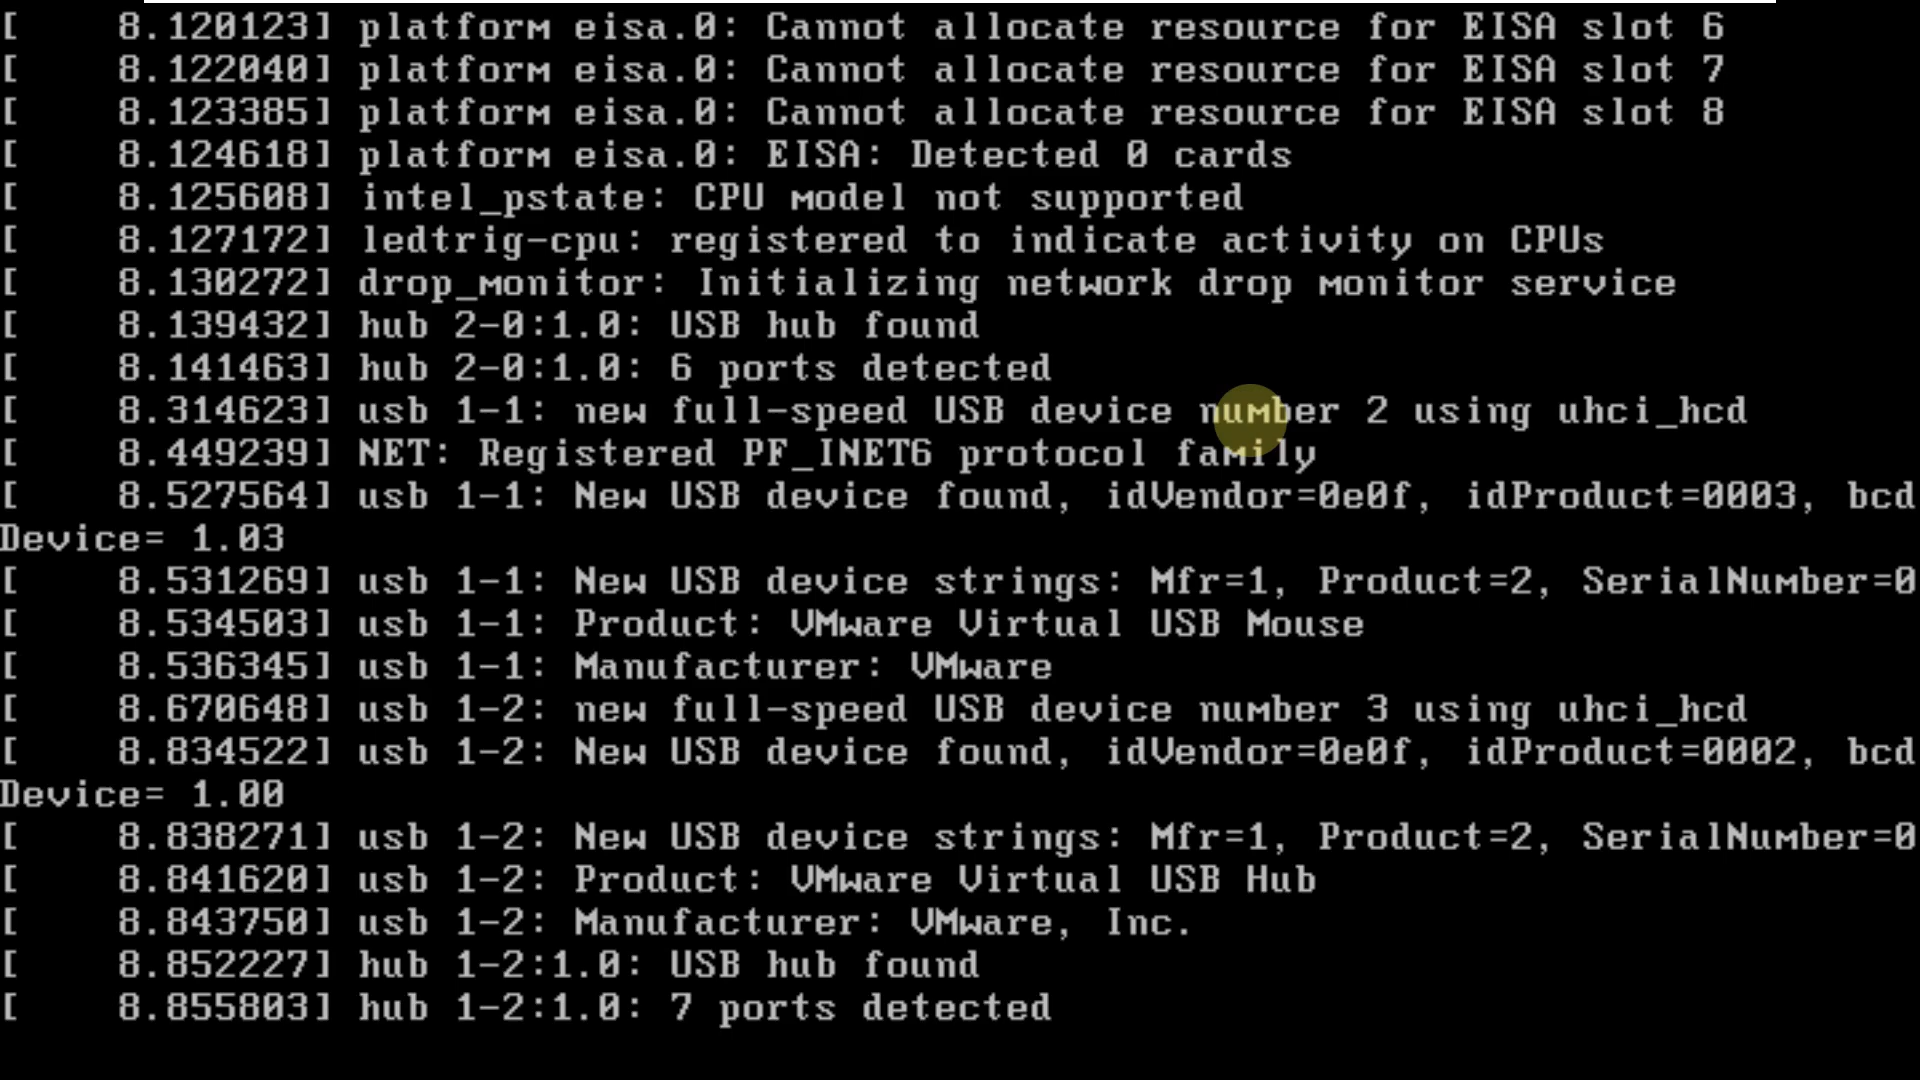 [    8.120123] platform eisa.0: Cannot allocate resource for EISA slot 6
[    8.122040] platform eisa.0: Cannot allocate resource for EISA slot 7
[    8.123385] platform eisa.0: Cannot allocate resource for EISA slot 8
[    8.124618] platform eisa.0: EISA: Detected 0 cards
[    8.125608] intel_pstate: CPU model not supported
[    8.127172] ledtrig-cpu: registered to indicate activity on CPUs
[    8.130272] drop_monitor: Initializing network drop monitor service
[    8.139432] hub 2-0:1.0: USB hub found
[    8.141463] hub 2-0:1.0: 6 ports detected
[    8.314623] usb 1-1: new full-speed USB device number 2 using uhci_hcd
[    8.449239] NET: Registered PF_INET6 protocol family
[    8.527564] usb 1-1: New USB device found, idVendor=0e0f, idProduct=0003, bcd
Device= 1.03
[    8.531269] usb 1-1: New USB device strings: Mfr=1, Product=2, SerialNumber=0
[    8.534503] usb 1-1: Product: VMware Virtual USB Mouse
[    8.536345] usb 1-1: Manufacturer: VMware
[    8.670648] usb 1-2: new full-speed USB device number 3 using uhci_hcd
[    8.834522] usb 1-2: New USB device found, idVendor=0e0f, idProduct=0002, bcd
Device= 1.00
[    8.838271] usb 1-2: New USB device strings: Mfr=1, Product=2, SerialNumber=0
[    8.841620] usb 1-2: Product: VMware Virtual USB Hub
[    8.843750] usb 1-2: Manufacturer: VMware, Inc.
[    8.852227] hub 1-2:1.0: USB hub found
[    8.855803] hub 1-2:1.0: 7 ports detected